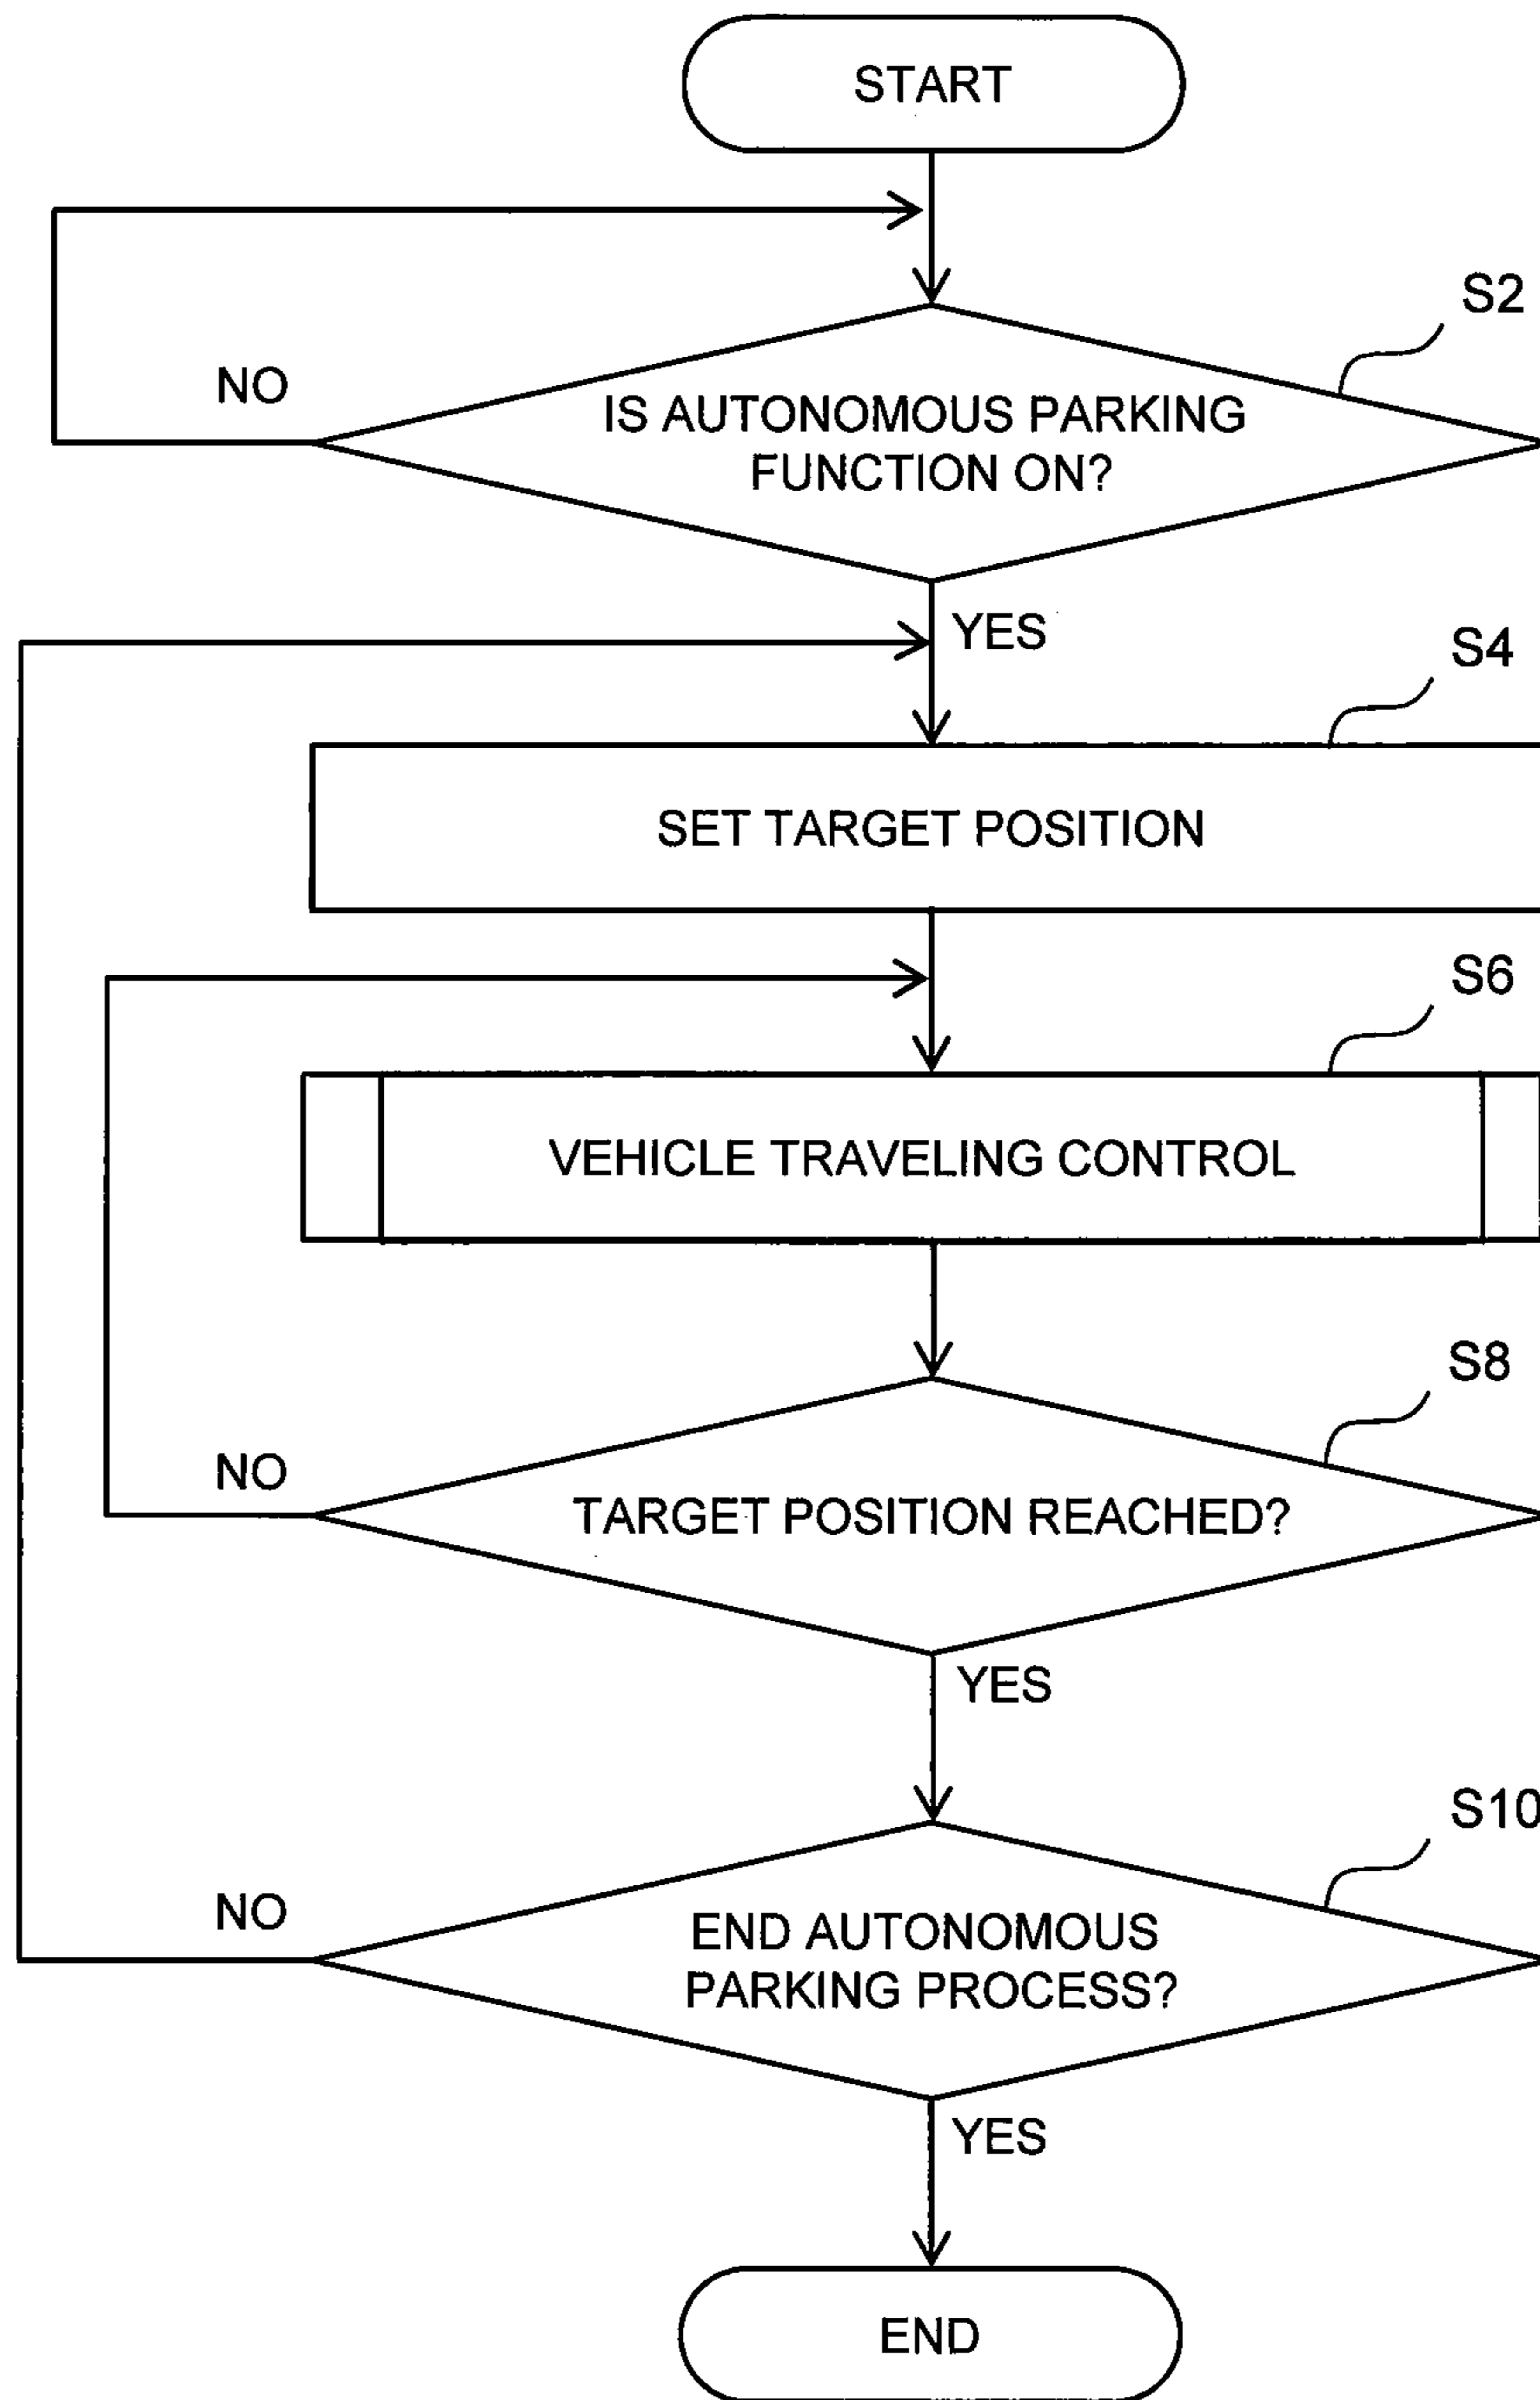 START
S2
NO
IS AUTONOMOUS PARKING
FUNCTION ON?
YES
S4
SET TARGET POSITION
S6
VEHICLE TRAVELING CONTROL
S8
NO
TARGET POSITION REACHED?
YES
S10
NO
END AUTONOMOUS
PARKING PROCESS?
YES
END